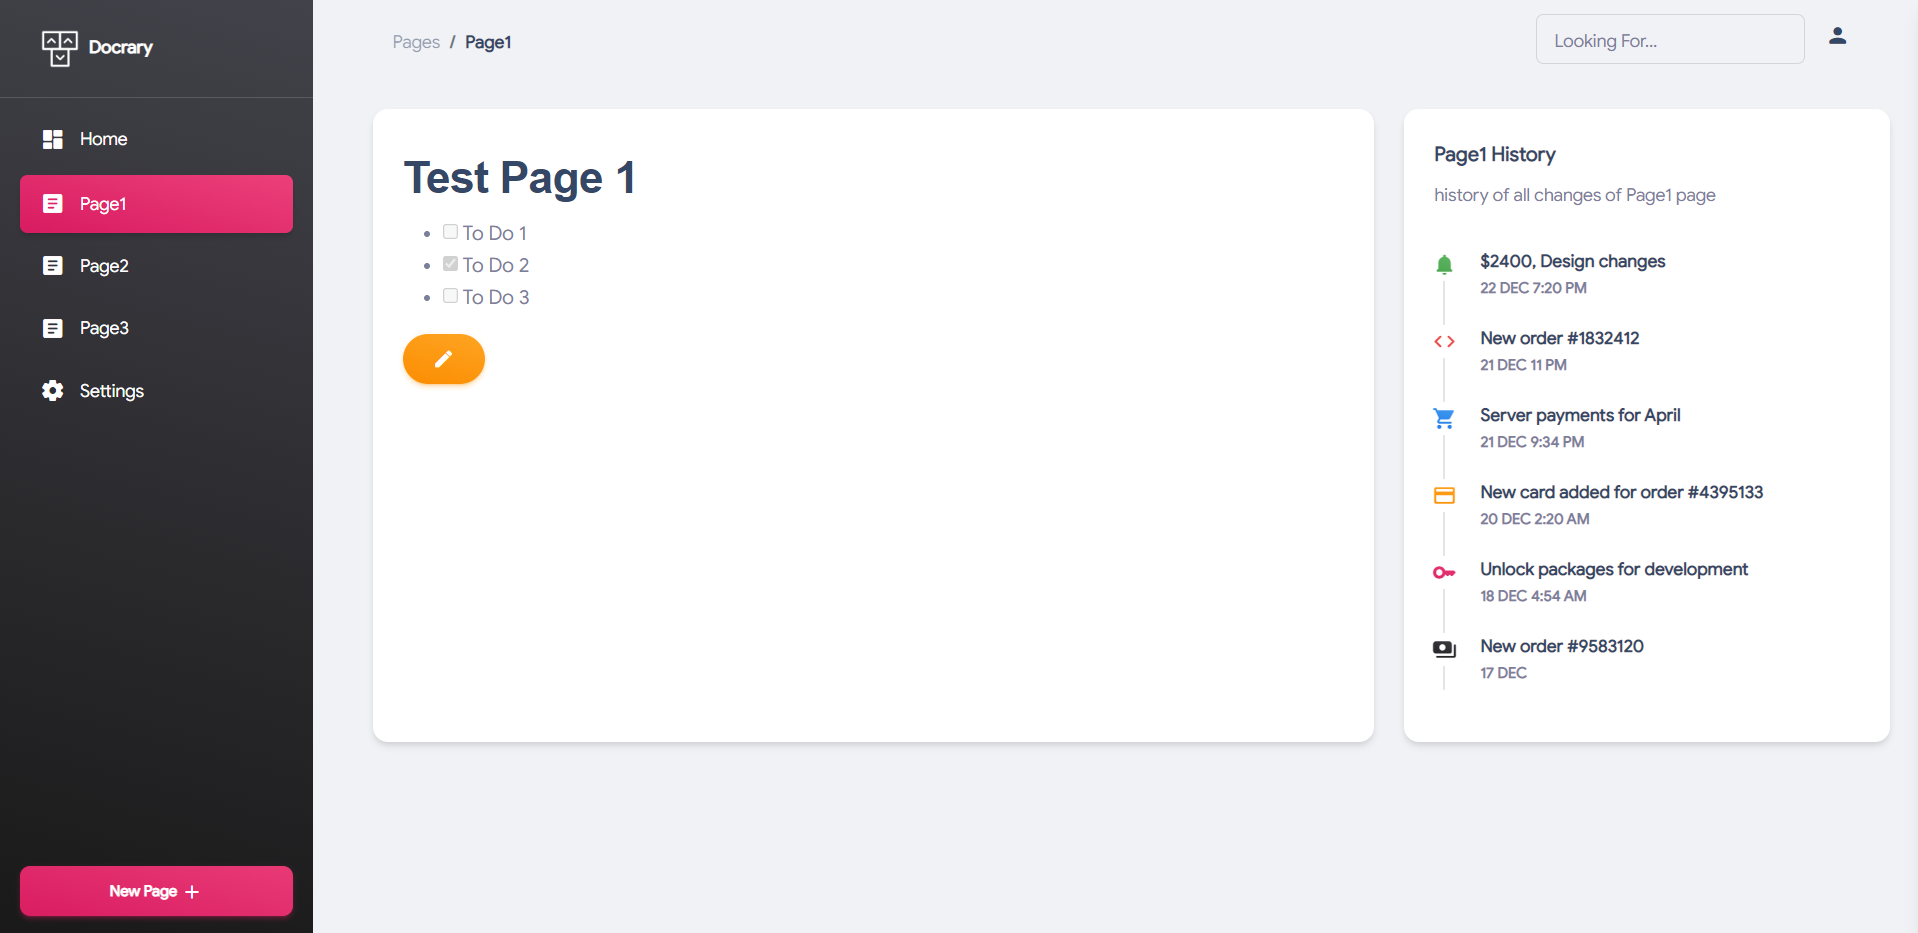 Docrary
Home
Page1
Page2
Page3
Settings
New Page +
Pages / Page1
Looking For...
Test Page 1
To Do 1
To Do 2
To Do 3
Page1 History
history of all changes of Page1 page
$2400, Design changes
22 DEC 7:20 PM
New order #1832412
21 DEC 11 PM
Server payments for April
21 DEC 9:34 PM
New card added for order #4395133
20 DEC 2:20 AM
Unlock packages for development
18 DEC 4:54 AM
New order #9583120
17 DEC